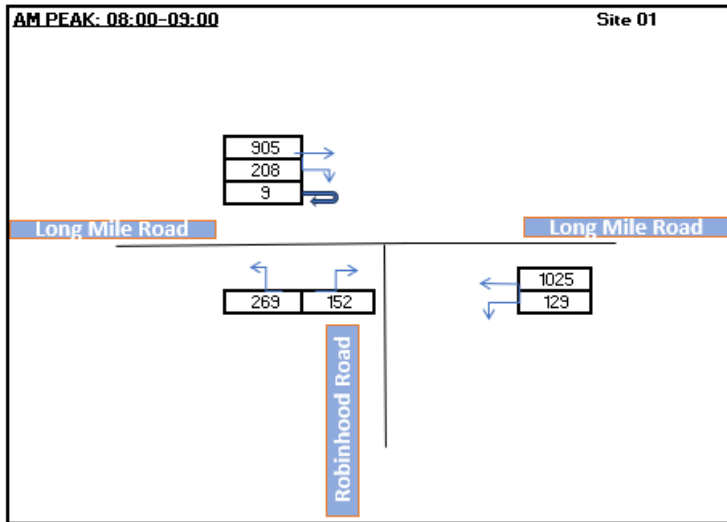 AM PEAK: 08:00-09:00
Site 01
905
208
9
Long Mile Road
Long Mile Road
269
152
1025
129
Robinhood Road